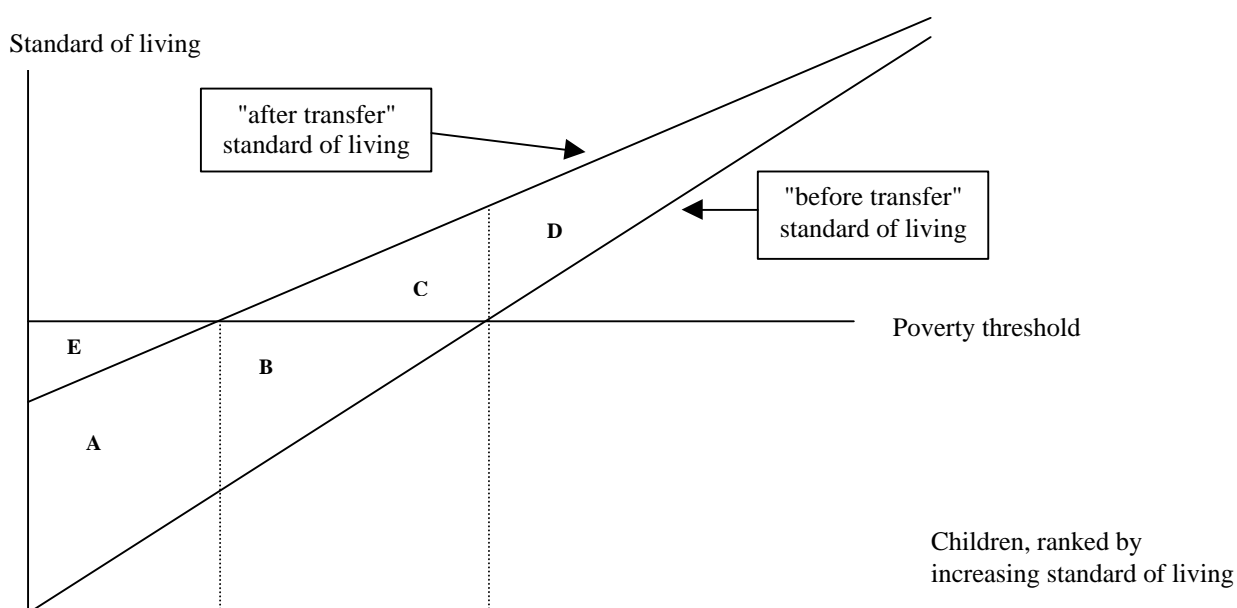 Standard of living
"after transfer"
standard of living
"before transfer"
standard of living
D
C
Poverty threshold
E
B
A
Children, ranked by
increasing standard of living